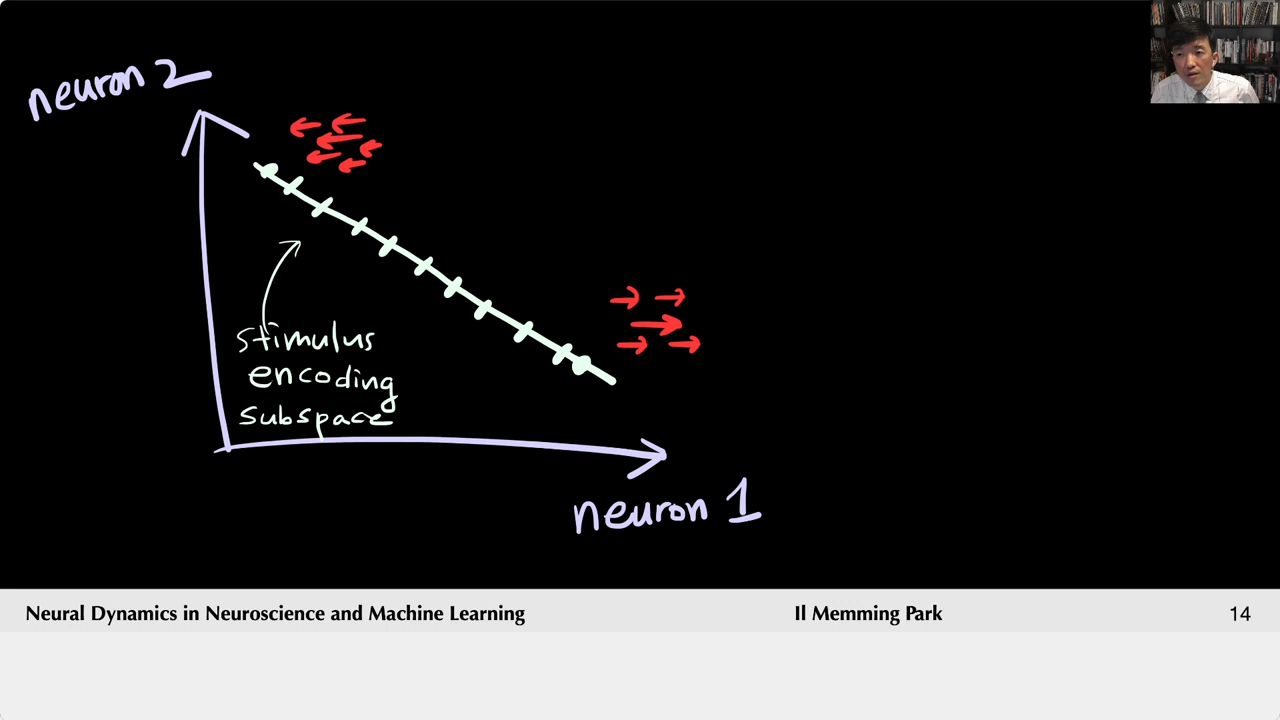 neuron 2
stimulus
encoding
subspace
neuron 1
Neural Dynamics in Neuroscience and Machine Learning
Il Memming Park
14